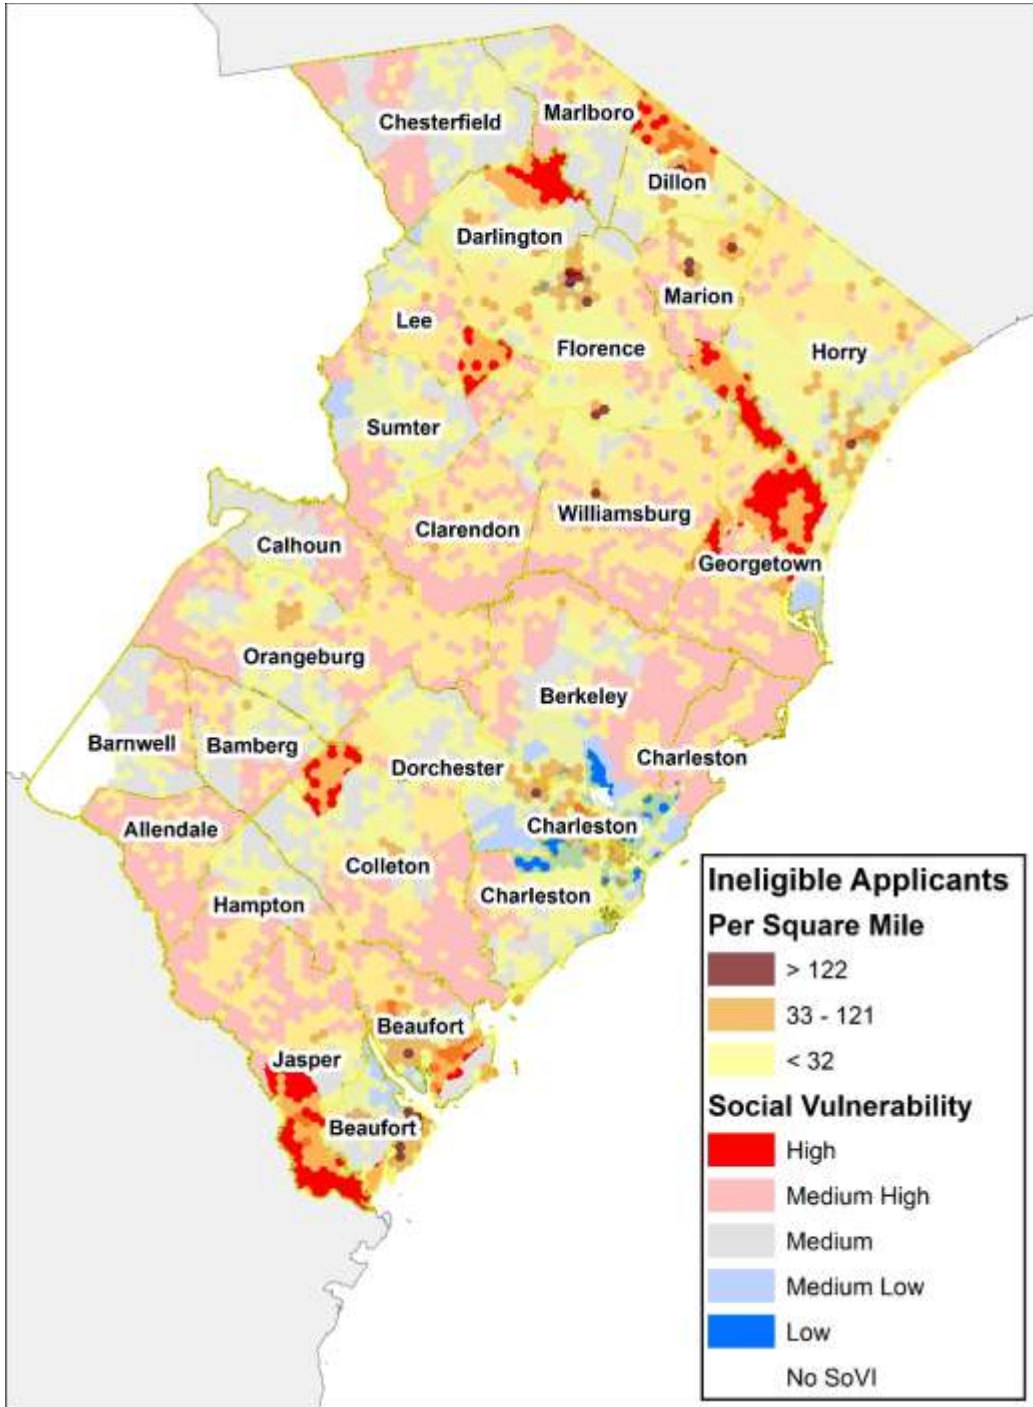 Chesterfield
Marlboro
Dillon
Darlington
Marion
Lee
Florence
Horry
Sumter
Williamsburg
Clarendon
Calhoun
Georgetown
Orangeburg
Berkeley
Barnwell
Bamberg
Charleston
Dorchester
Allendale
Charleston
Colleton
Charleston
Hampton
Beaufort
Jasper
Beaufort
Ineligible Applicants
Per Square Mile
> 122
33 - 121
< 32
Social Vulnerability
High
Medium High
Medium
Medium Low
Low
No SoVI